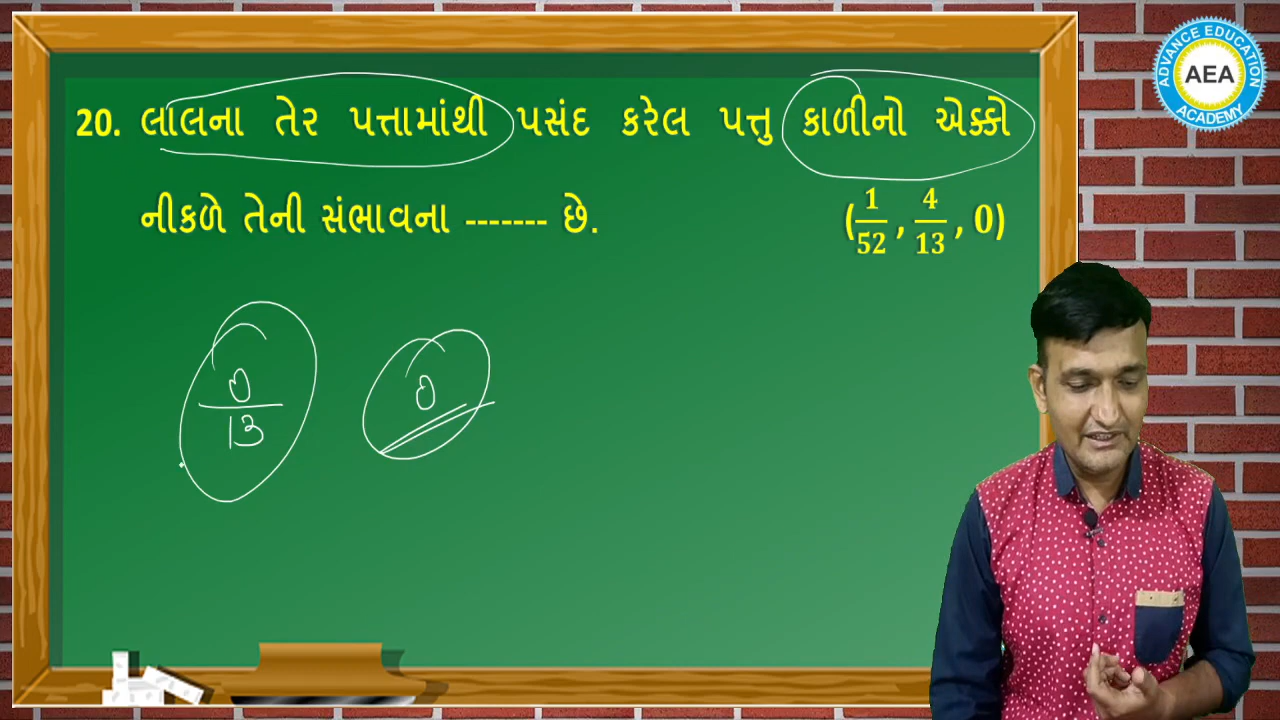 20. લાલના તેર પત્તામાંથી પસંદ કરેલ પત્તુ કાળીનો એક્કો
નીકળે તેની સંભાવના ------- છે. (1/52, 4/13, 0)
0/13 0
ADVANCE EDUCATION
AEA
ACADEMY